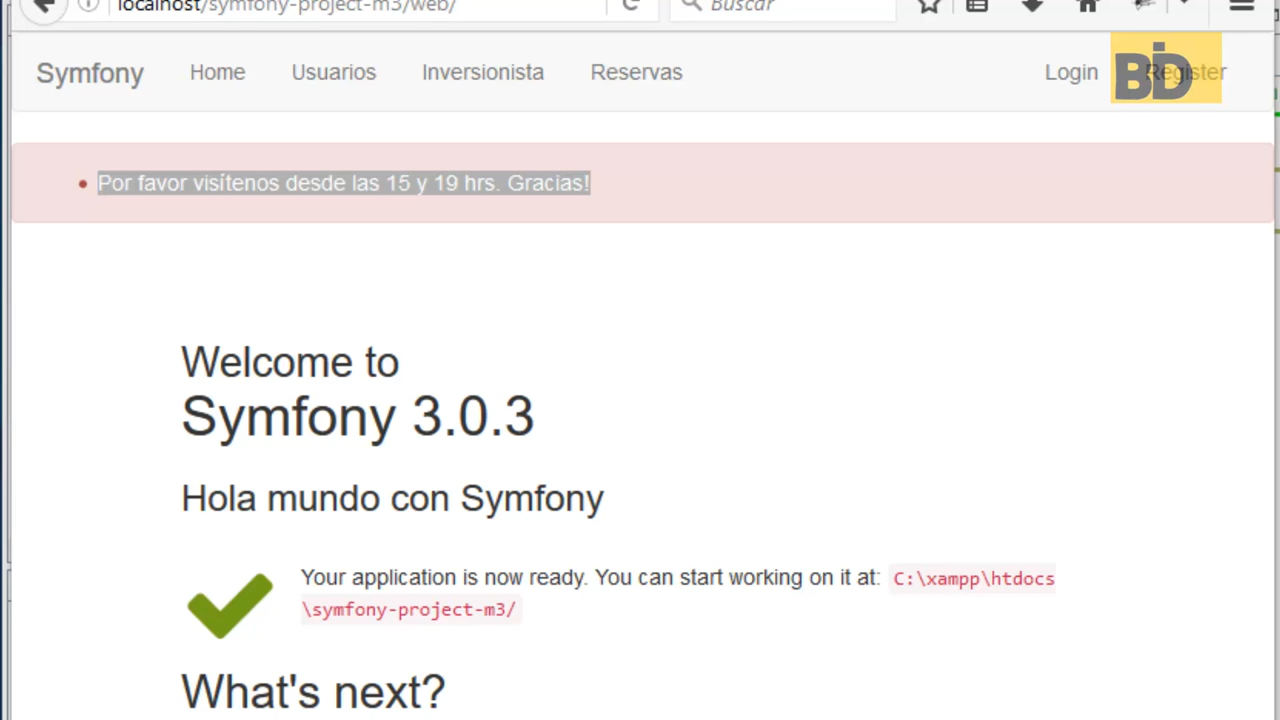 localhost/symfony-project-m3/web/
Buscar
Symfony Home Usuarios Inversionista Reservas Login Register
BD
Por favor visítenos desde las 15 y 19 hrs. Gracias!
Welcome to
Symfony 3.0.3
Hola mundo con Symfony
Your application is now ready. You can start working on it at: C:\xampp\htdocs
\symfony-project-m3/
What's next?